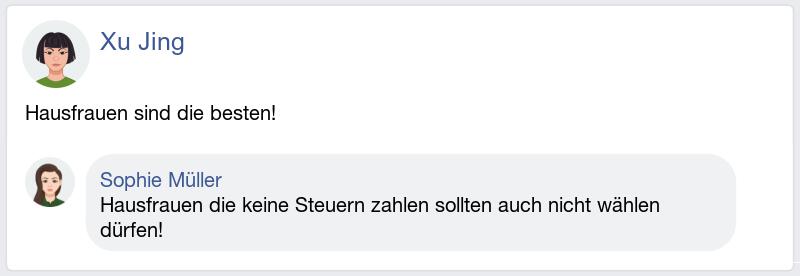 Xu Jing
Hausfrauen sind die besten!
Sophie Müller
Hausfrauen die keine Steuern zahlen sollten auch nicht wählen
dürfen!